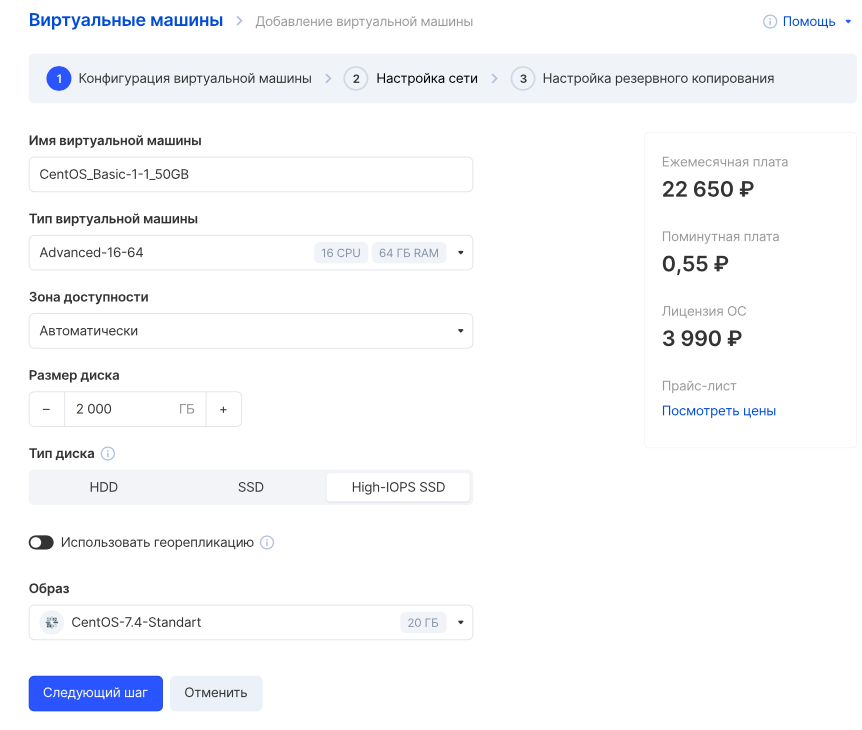 Виртуальные машины > Добавление виртуальной машины
Помощь
1 Конфигурация виртуальной машины > 2 Настройка сети > 3 Настройка резервного копирования
Имя виртуальной машины
CentOS_Basic-1-1_50GB
Тип виртуальной машины
Advanced-16-64 16 CPU 64 ГБ RAM
Зона доступности
Автоматически
Размер диска
− 2 000 ГБ +
Тип диска
HDD SSD High-IOPS SSD
Использовать георепликацию
Образ
CentOS-7.4-Standart 20 ГБ
Следующий шаг Отменить
Ежемесячная плата
22 650 ₽
Поминутная плата
0,55 ₽
Лицензия ОС
3 990 ₽
Прайс-лист
Посмотреть цены